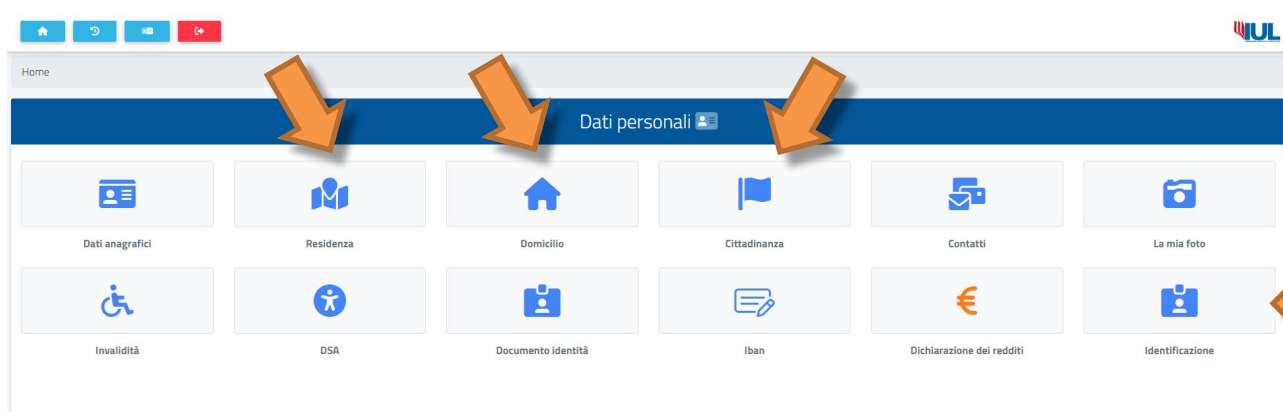 IUL
Home
Dati personali
Dati anagrafici
Residenza
Domicilio
Cittadinanza
Contatti
La mia foto
Invalidità
DSA
Documento identità
Iban
Dichiarazione dei redditi
Identificazione